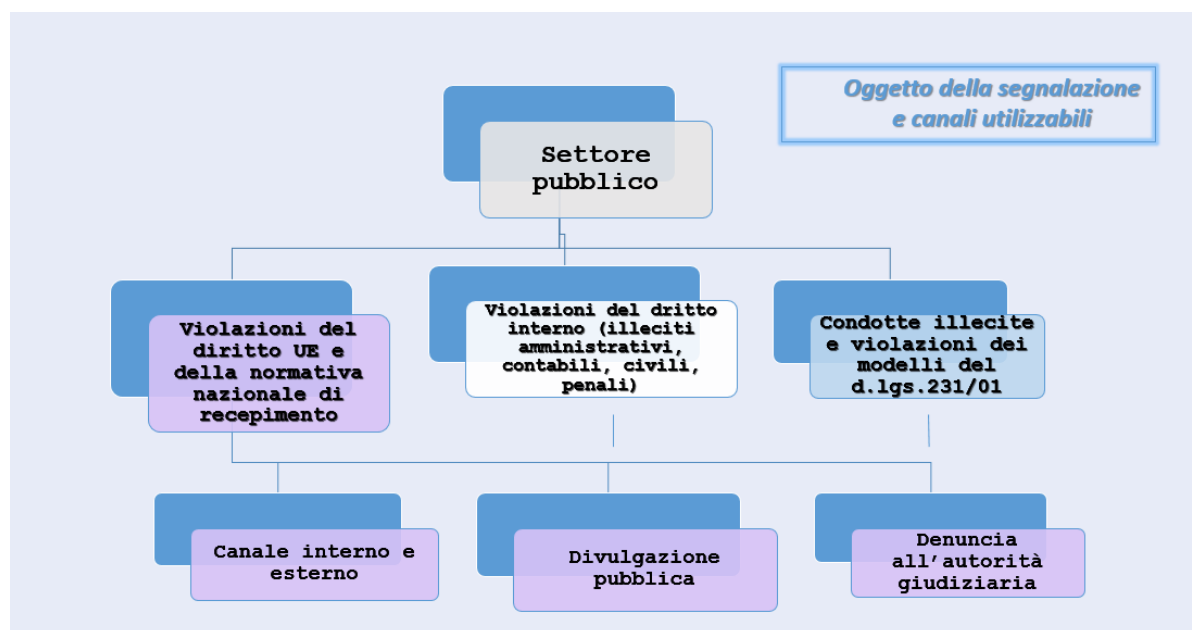 Oggetto della segnalazione
e canali utilizzabili
Settore
pubblico
Violazioni del
diritto UE e
della normativa
nazionale di
recepimento
Violazioni del dritto
interno (illeciti
amministrativi,
contabili, civili,
penali)
Condotte illecite
e violazioni dei
modelli del
d.lgs.231/01
Canale interno e
esterno
Divulgazione
pubblica
Denuncia
all’autorità
giudiziaria